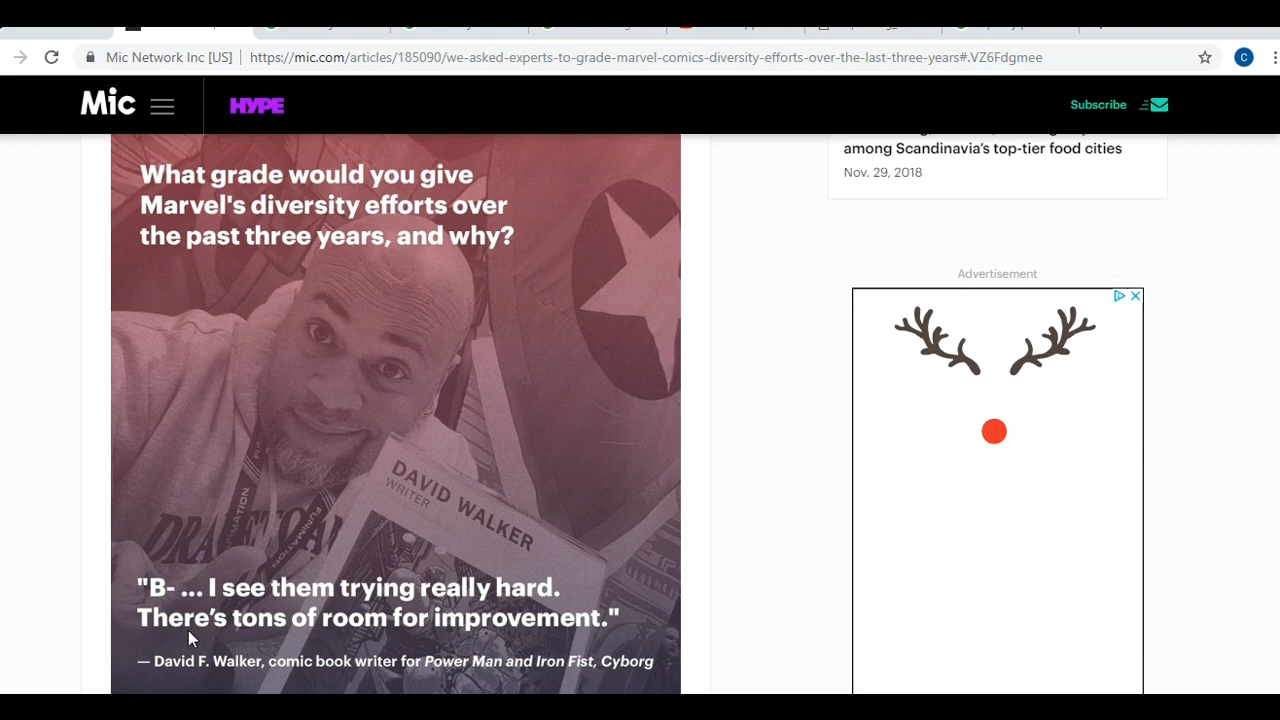 Mic Network Inc [US]
https://mic.com/articles/185090/we-asked-experts-to-grade-marvel-comics-diversity-efforts-over-the-last-three-years#.VZ6Fdgmee
C
Mic
HYPE
Subscribe
What grade would you give
Marvel's diversity efforts over
the past three years, and why?
DAVID WALKER
WRITER
FUNIMATION
"B- ... I see them trying really hard.
There's tons of room for improvement."
— David F. Walker, comic book writer for Power Man and Iron Fist, Cyborg
among Scandinavia's top-tier food cities
Nov. 29, 2018
Advertisement